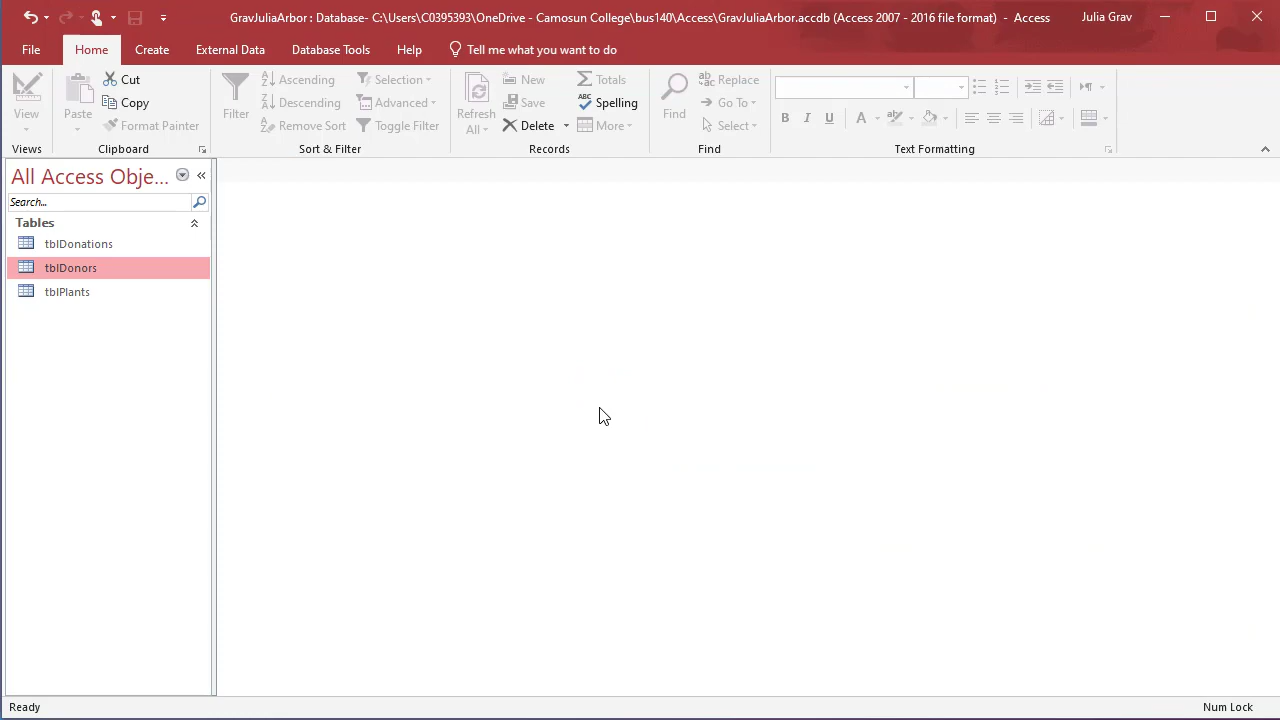 GravJuliaArbor : Database- C:\Users\C0395393\OneDrive - Camosun College\bus140\Access\GravJuliaArbor.accdb (Access 2007 - 2016 file format) - Access
Julia Grav
File
Home
Create
External Data
Database Tools
Help
Tell me what you want to do
View
Views
Paste
Cut
Copy
Format Painter
Clipboard
Filter
Ascending
Descending
Selection
Advanced
Toggle Filter
Sort & Filter
Refresh
All
New
Save
Delete
Totals
Spelling
More
Records
Find
Replace
Go To
Select
Find
B I U A
Text Formatting
All Access Obje...
Search...
Tables
tblDonations
tblDonors
tblPlants
Ready
Num Lock